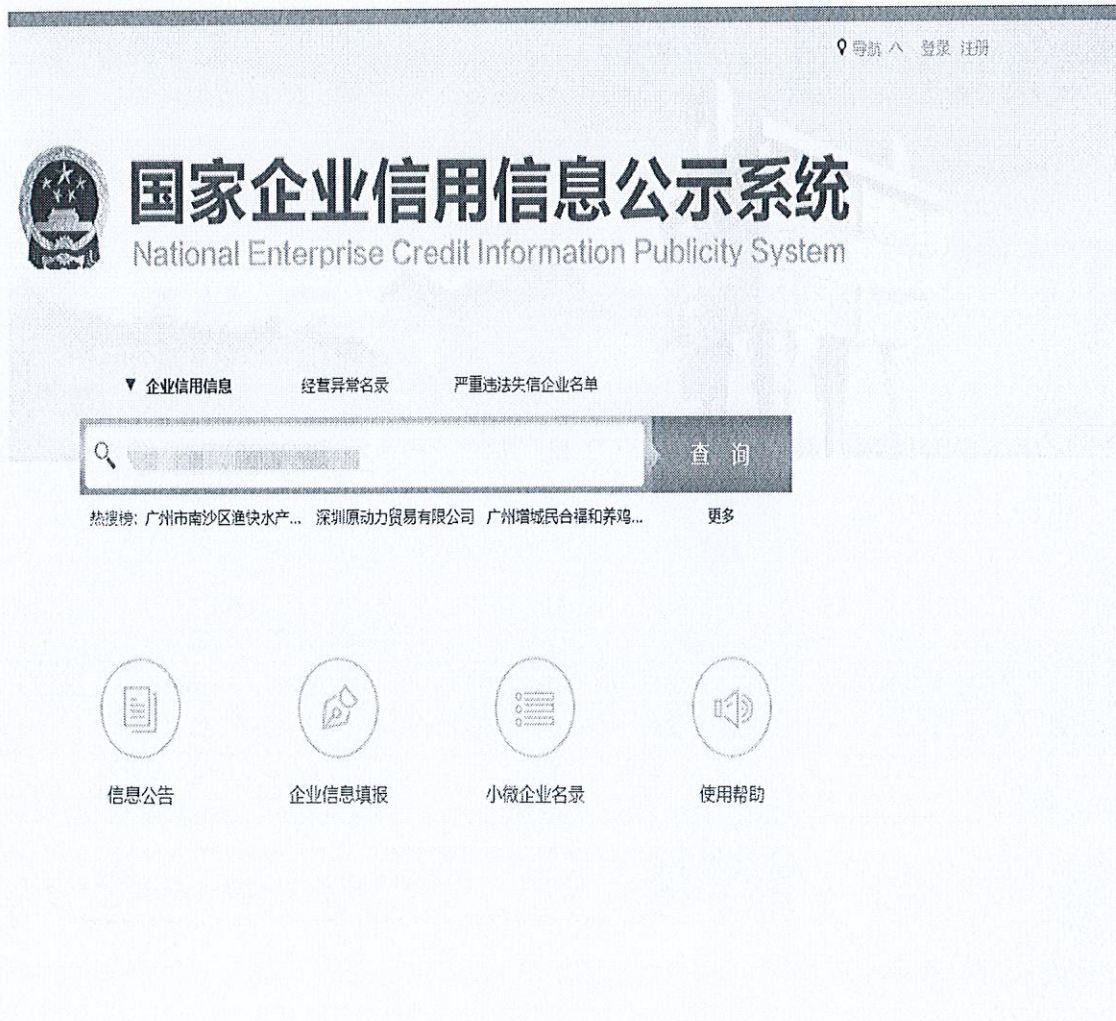 导航 登录 注册
国家企业信用信息公示系统
National Enterprise Credit Information Publicity System
企业信用信息 经营异常名录 严重违法失信企业名单
查 询
热搜榜: 广州市南沙区渔快水产... 深圳原动力贸易有限公司 广州增城民合福和养鸡... 更多
信息公告 企业信息填报 小微企业名录 使用帮助